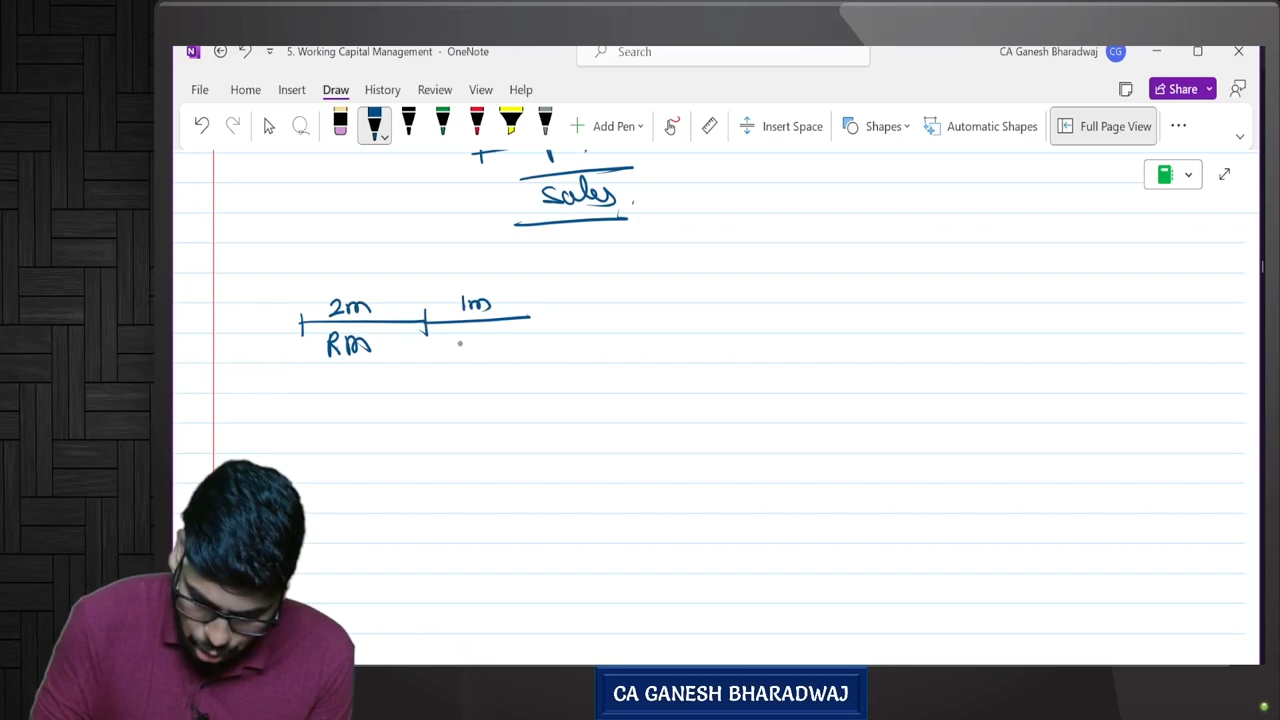 5. Working Capital Management - OneNote
Search
CA Ganesh Bharadwaj CG
File Home Insert Draw History Review View Help
Share
Add Pen Insert Space Shapes Automatic Shapes Full Page View
sales
2m 1m
RM
CA GANESH BHARADWAJ